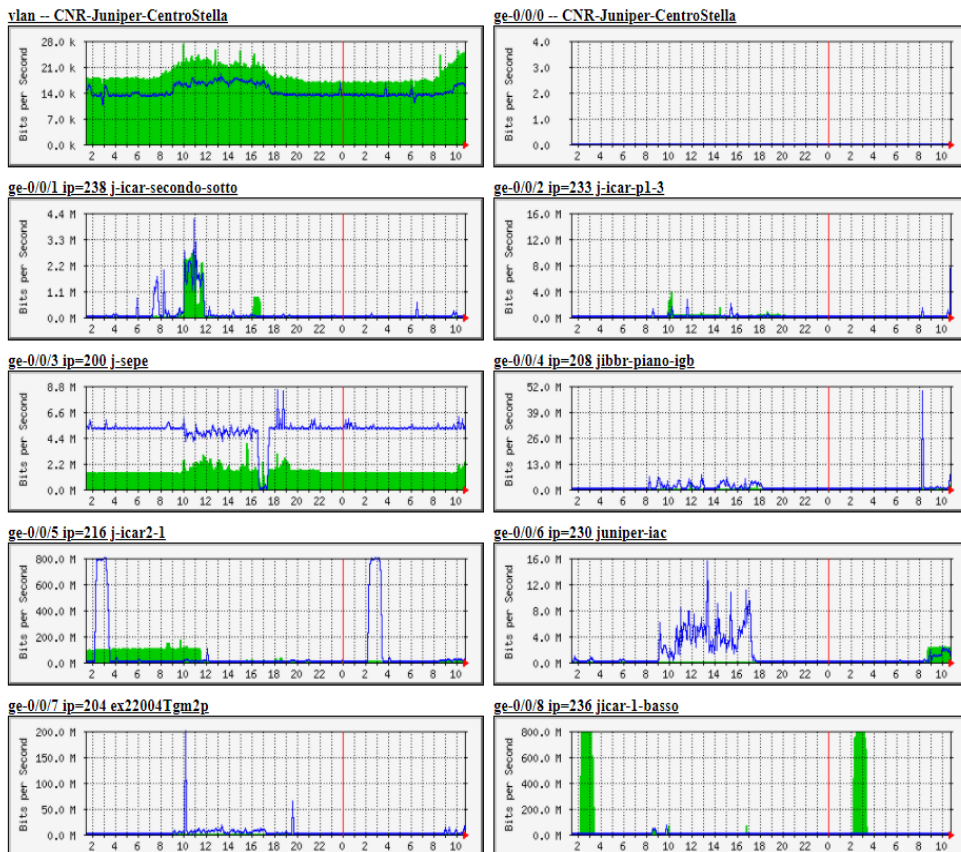 vlan -- CNR-Juniper-CentroStella
ge-0/0/0 -- CNR-Juniper-CentroStella
Bits per Second
28.0 k
21.0 k
14.0 k
7.0 k
0.0 k
2 4 6 8 10 12 14 16 18 20 22 0 2 4 6 8 10
Bits per Second
4.0
3.0
2.0
1.0
0.0
2 4 6 8 10 12 14 16 18 20 22 0 2 4 6 8 10
ge-0/0/1 ip=238 j-icar-secondo-sotto
ge-0/0/2 ip=233 j-icar-p1-3
Bits per Second
4.4 M
3.3 M
2.2 M
1.1 M
0.0 M
2 4 6 8 10 12 14 16 18 20 22 0 2 4 6 8 10
Bits per Second
16.0 M
12.0 M
8.0 M
4.0 M
0.0 M
2 4 6 8 10 12 14 16 18 20 22 0 2 4 6 8 10
ge-0/0/3 ip=200 j-sepe
ge-0/0/4 ip=208 jibbr-piano-igb
Bits per Second
8.8 M
6.6 M
4.4 M
2.2 M
0.0 M
2 4 6 8 10 12 14 16 18 20 22 0 2 4 6 8 10
Bits per Second
52.0 M
39.0 M
26.0 M
13.0 M
0.0 M
2 4 6 8 10 12 14 16 18 20 22 0 2 4 6 8 10
ge-0/0/5 ip=216 j-icar2-1
ge-0/0/6 ip=230 juniper-iac
Bits per Second
800.0 M
600.0 M
400.0 M
200.0 M
0.0 M
2 4 6 8 10 12 14 16 18 20 22 0 2 4 6 8 10
Bits per Second
16.0 M
12.0 M
8.0 M
4.0 M
0.0 M
2 4 6 8 10 12 14 16 18 20 22 0 2 4 6 8 10
ge-0/0/7 ip=204 ex22004Tgm2p
ge-0/0/8 ip=236 jicar-1-basso
Bits per Second
200.0 M
150.0 M
100.0 M
50.0 M
0.0 M
2 4 6 8 10 12 14 16 18 20 22 0 2 4 6 8 10
Bits per Second
800.0 M
600.0 M
400.0 M
200.0 M
0.0 M
2 4 6 8 10 12 14 16 18 20 22 0 2 4 6 8 10